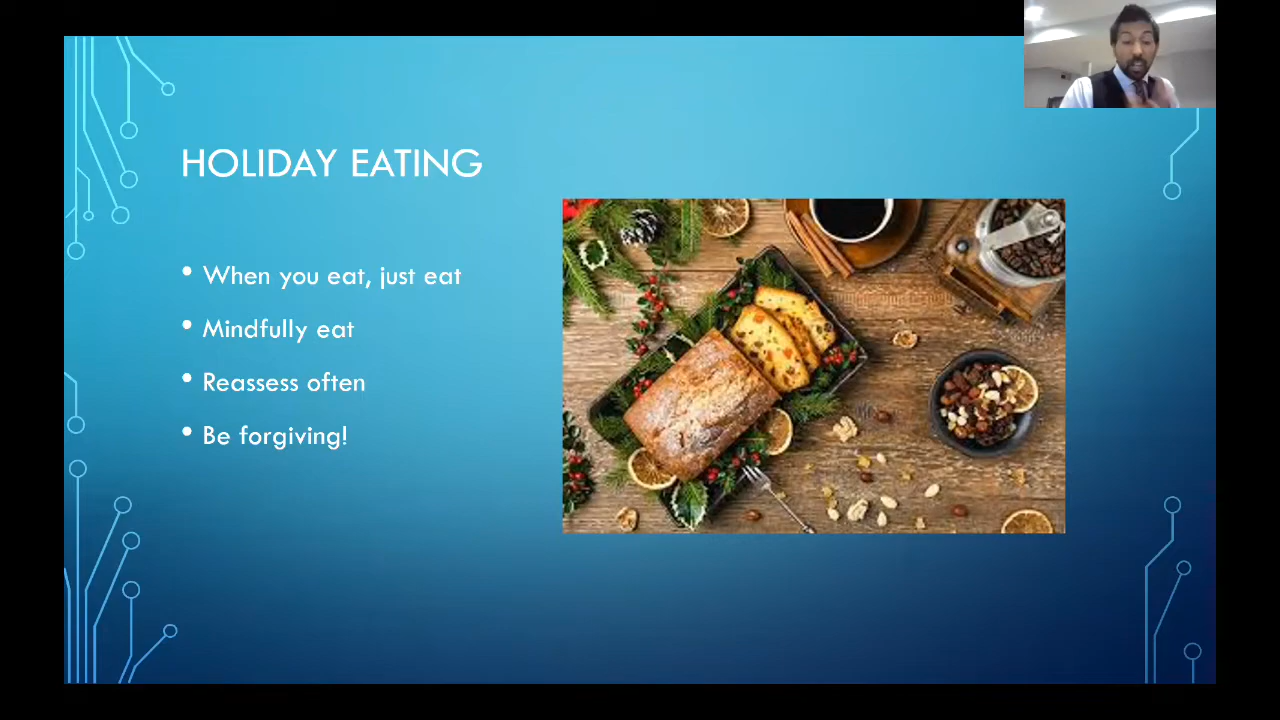 HOLIDAY EATING
• When you eat, just eat
• Mindfully eat
• Reassess often
• Be forgiving!